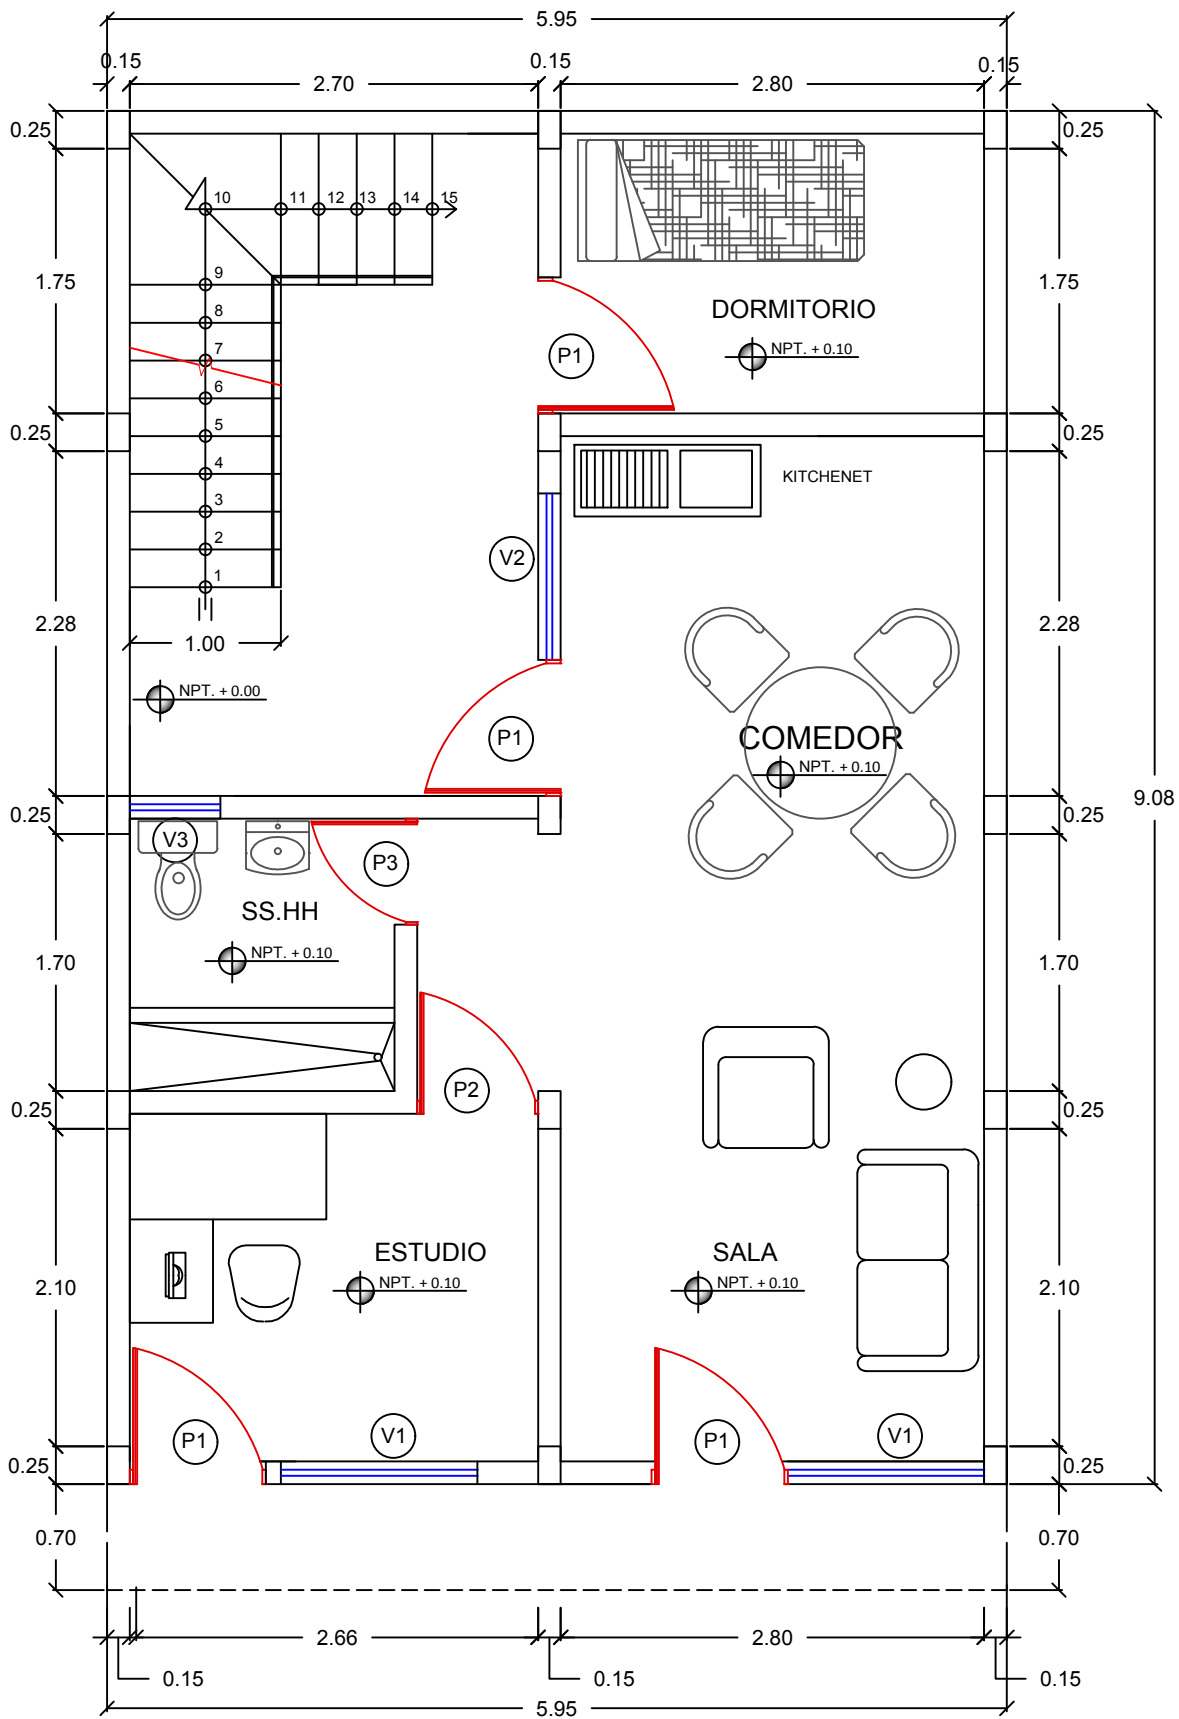 5.95
0.15
0.15
0.15
2.70
2.80
0.25
0.25
10
11
12
13
14
15
9
1.75
1.75
8
DORMITORIO
7
P1
NPT. + 0.10
6
0.25
5
0.25
4
KITCHENET
3
2
V2
1
2.28
2.28
1.00
NPT. + 0.00
P1
COMEDOR
NPT. + 0.10
9.08
0.25
0.25
V3
P3
SS.HH
NPT. + 0.10
1.70
1.70
P2
0.25
0.25
ESTUDIO
SALA
NPT. + 0.10
NPT. + 0.10
2.10
2.10
P1
V1
P1
V1
0.25
0.25
0.70
0.70
2.66
2.80
0.15
0.15
0.15
5.95